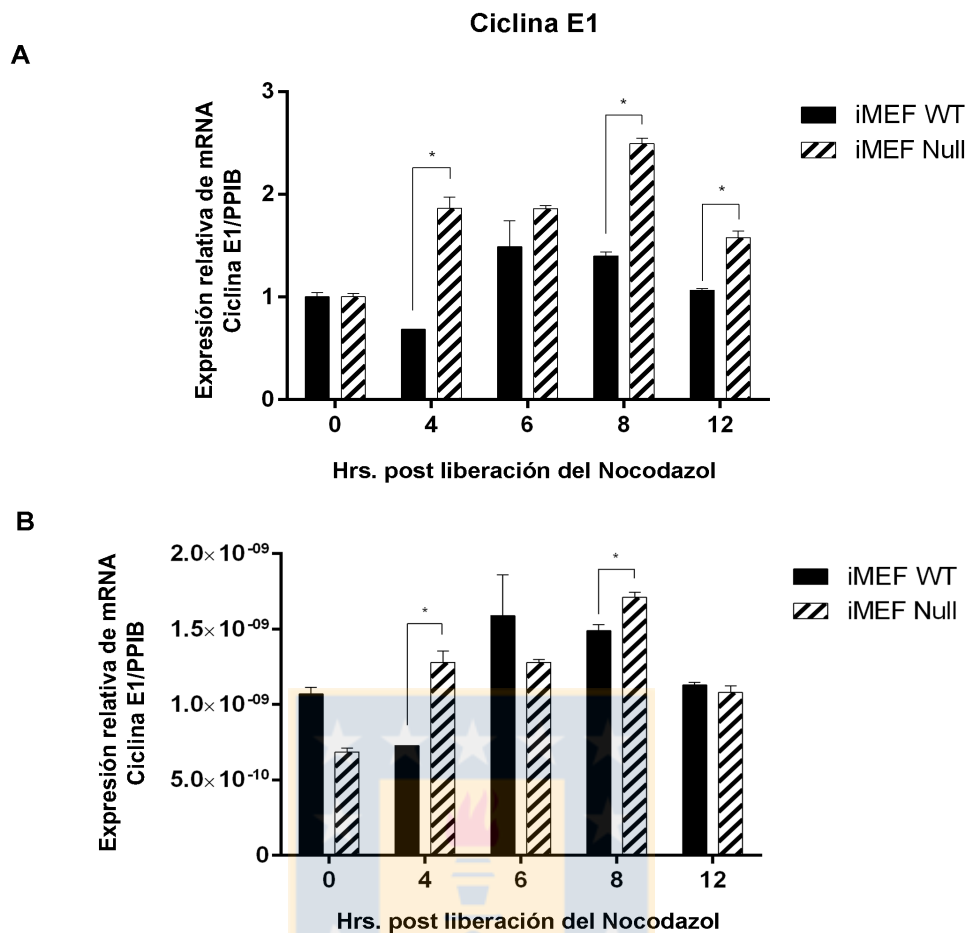 Ciclina E1
A
Expresión relativa de mRNA
Ciclina E1/PPIB
3
2
1
0
*
*
*
iMEF WT
iMEF Null
0 4 6 8 12
Hrs. post liberación del Nocodazol
B
Expresión relativa de mRNA
Ciclina E1/PPIB
2.0× 10⁻⁰⁹
1.5× 10⁻⁰⁹
1.0× 10⁻⁰⁹
5.0× 10⁻¹⁰
0
*
*
iMEF WT
iMEF Null
0 4 6 8 12
Hrs. post liberación del Nocodazol